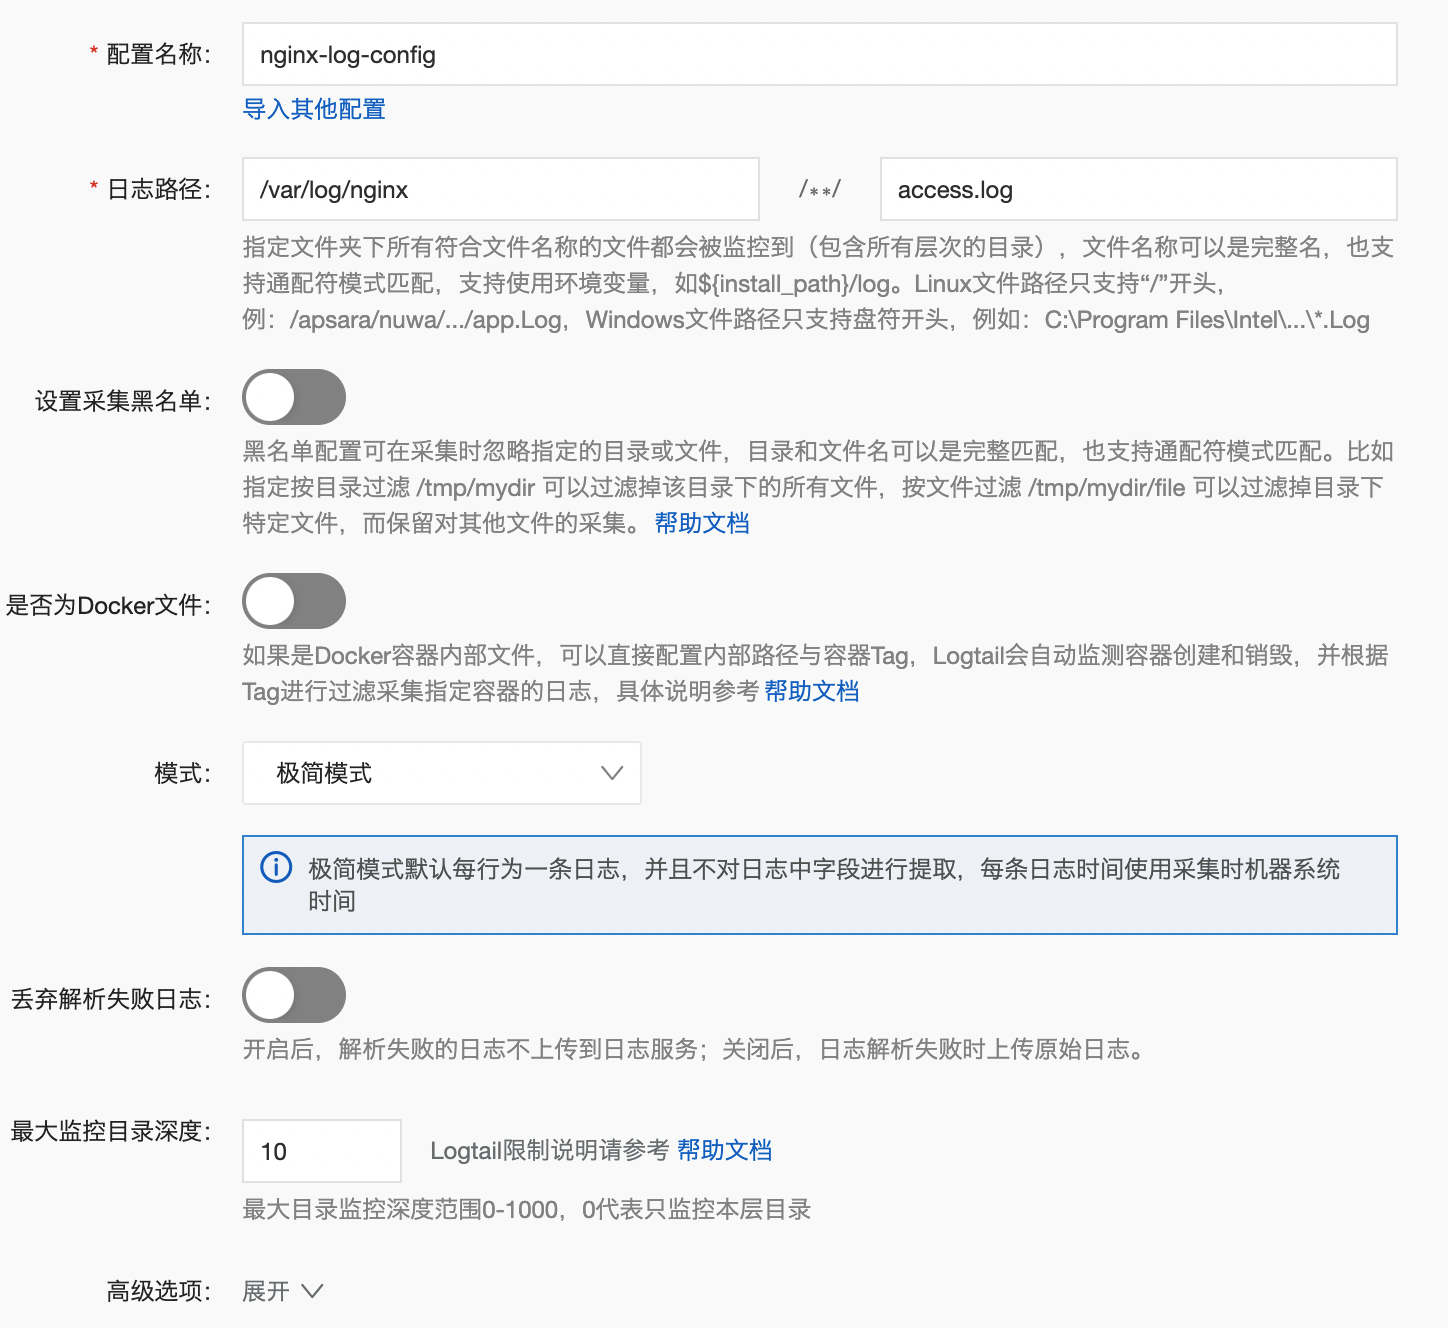 * 配置名称： nginx-log-config
导入其他配置
* 日志路径： /var/log/nginx /**/ access.log
指定文件夹下所有符合文件名称的文件都会被监控到（包含所有层次的目录），文件名称可以是完整名，也支
持通配符模式匹配，支持使用环境变量，如${install_path}/log。Linux文件路径只支持“/”开头，
例：/apsara/nuwa/.../app.Log，Windows文件路径只支持盘符开头，例如：C:\Program Files\Intel\...\*.Log
设置采集黑名单：
黑名单配置可在采集时忽略指定的目录或文件，目录和文件名可以是完整匹配，也支持通配符模式匹配。比如
指定按目录过滤 /tmp/mydir 可以过滤掉该目录下的所有文件，按文件过滤 /tmp/mydir/file 可以过滤掉目录下
特定文件，而保留对其他文件的采集。 帮助文档
是否为Docker文件：
如果是Docker容器内部文件，可以直接配置内部路径与容器Tag，Logtail会自动监测容器创建和销毁，并根据
Tag进行过滤采集指定容器的日志，具体说明参考 帮助文档
模式： 极简模式
极简模式默认每行为一条日志，并且不对日志中字段进行提取，每条日志时间使用采集时机器系统
时间
丢弃解析失败日志：
开启后，解析失败的日志不上传到日志服务；关闭后，日志解析失败时上传原始日志。
最大监控目录深度： 10 Logtail限制说明请参考 帮助文档
最大目录监控深度范围0-1000，0代表只监控本层目录
高级选项： 展开